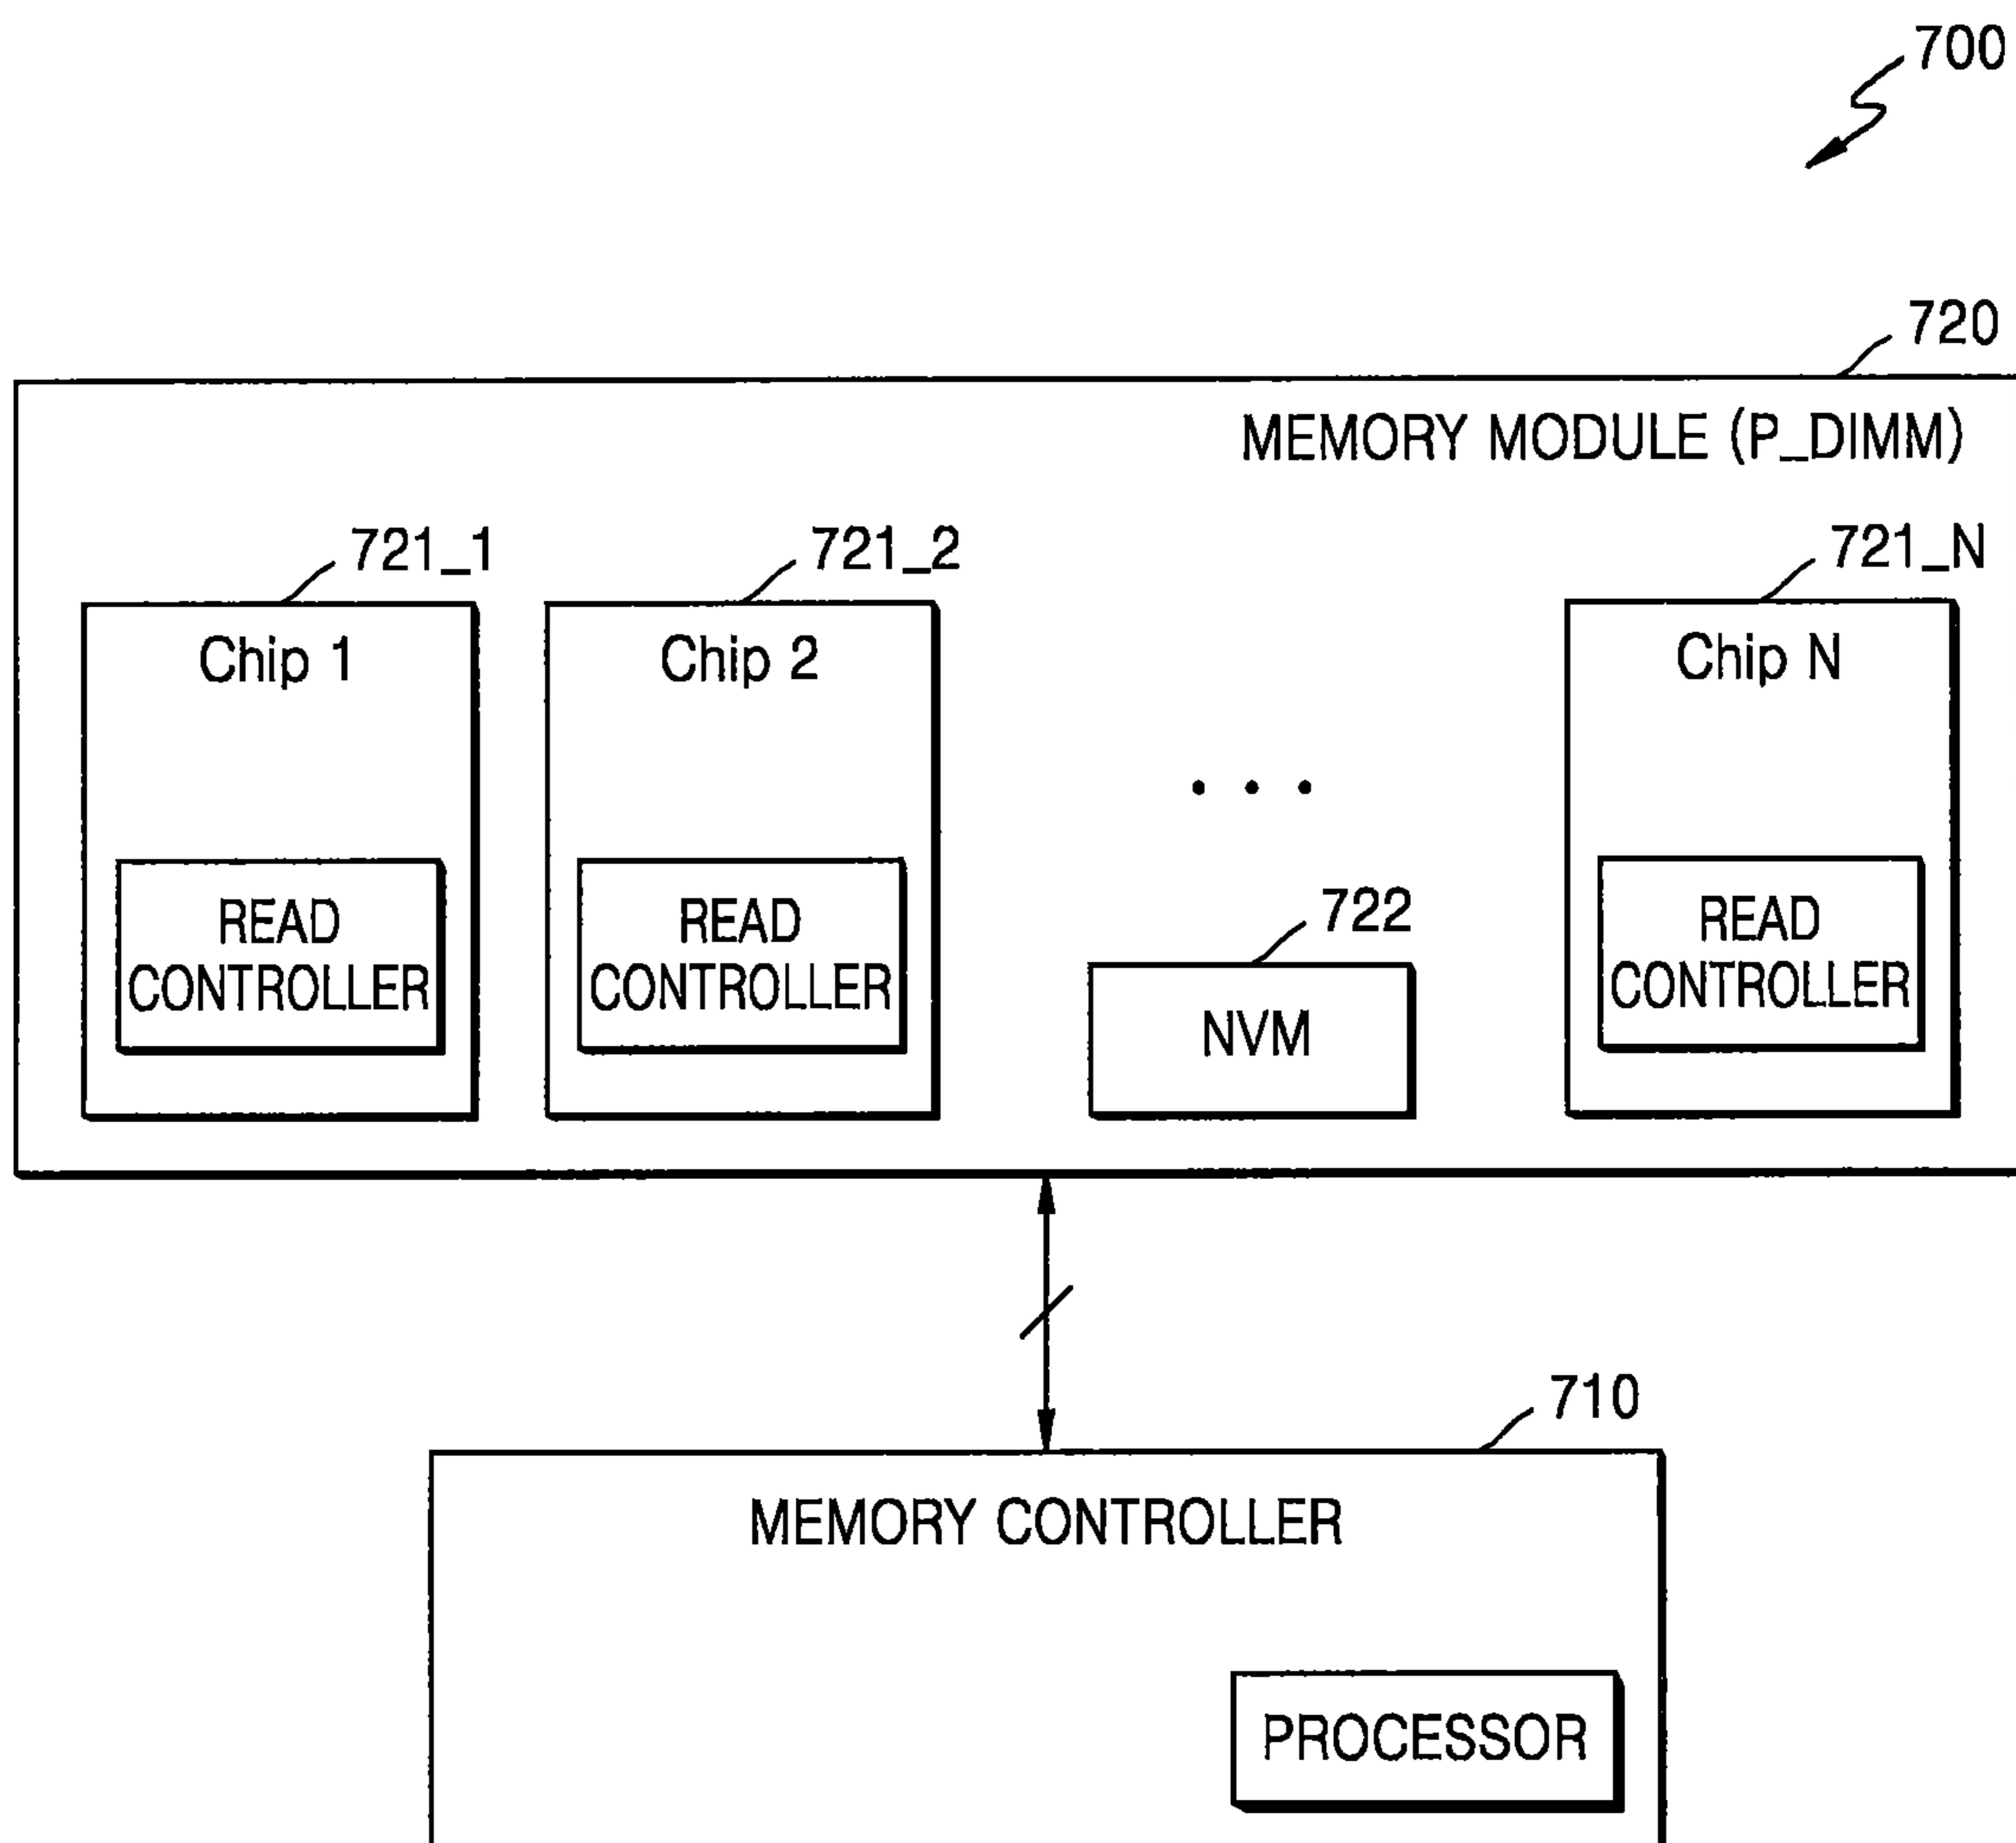 700
720
MEMORY MODULE (P_DIMM)
721_1
721_2
721_N
Chip 1
Chip 2
Chip N
READ
CONTROLLER
READ
CONTROLLER
READ
CONTROLLER
722
NVM
710
MEMORY CONTROLLER
PROCESSOR